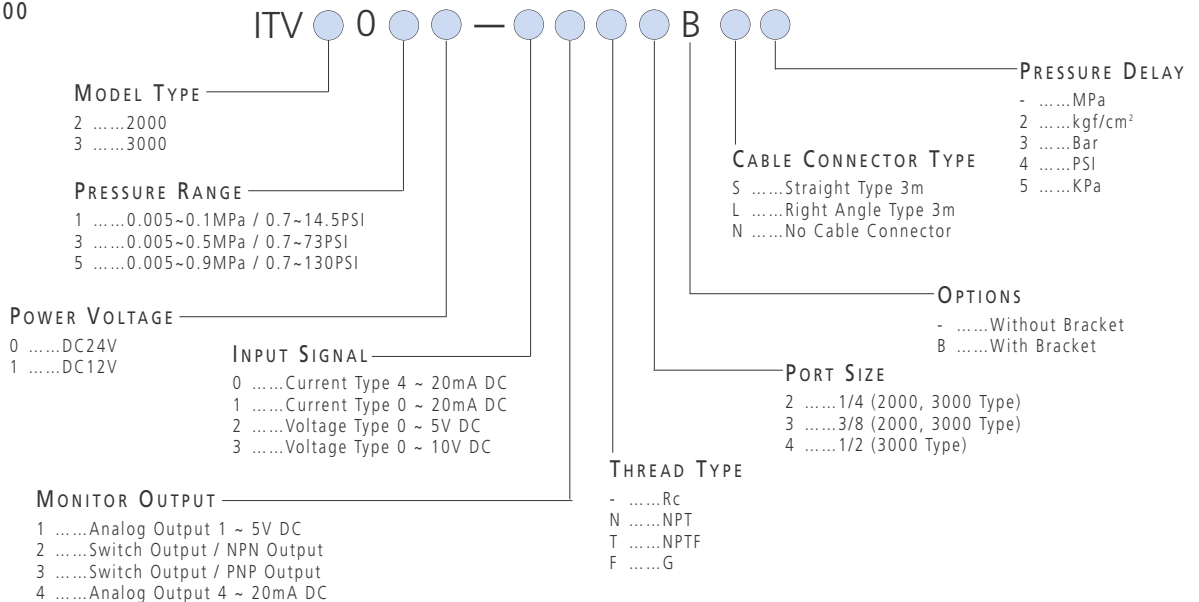 00
ITV 0 — B
MODEL TYPE
2 ......2000
3 ......3000
PRESSURE RANGE
1 ......0.005~0.1MPa / 0.7~14.5PSI
3 ......0.005~0.5MPa / 0.7~73PSI
5 ......0.005~0.9MPa / 0.7~130PSI
POWER VOLTAGE
0 ......DC24V
1 ......DC12V
INPUT SIGNAL
0 ......Current Type 4 ~ 20mA DC
1 ......Current Type 0 ~ 20mA DC
2 ......Voltage Type 0 ~ 5V DC
3 ......Voltage Type 0 ~ 10V DC
MONITOR OUTPUT
1 ......Analog Output 1 ~ 5V DC
2 ......Switch Output / NPN Output
3 ......Switch Output / PNP Output
4 ......Analog Output 4 ~ 20mA DC
THREAD TYPE
- ......Rc
N ......NPT
T ......NPTF
F ......G
PORT SIZE
2 ......1/4 (2000, 3000 Type)
3 ......3/8 (2000, 3000 Type)
4 ......1/2 (3000 Type)
OPTIONS
- ......Without Bracket
B ......With Bracket
CABLE CONNECTOR TYPE
S ......Straight Type 3m
L ......Right Angle Type 3m
N ......No Cable Connector
PRESSURE DELAY
- ......MPa
2 ......kgf/cm²
3 ......Bar
4 ......PSI
5 ......KPa